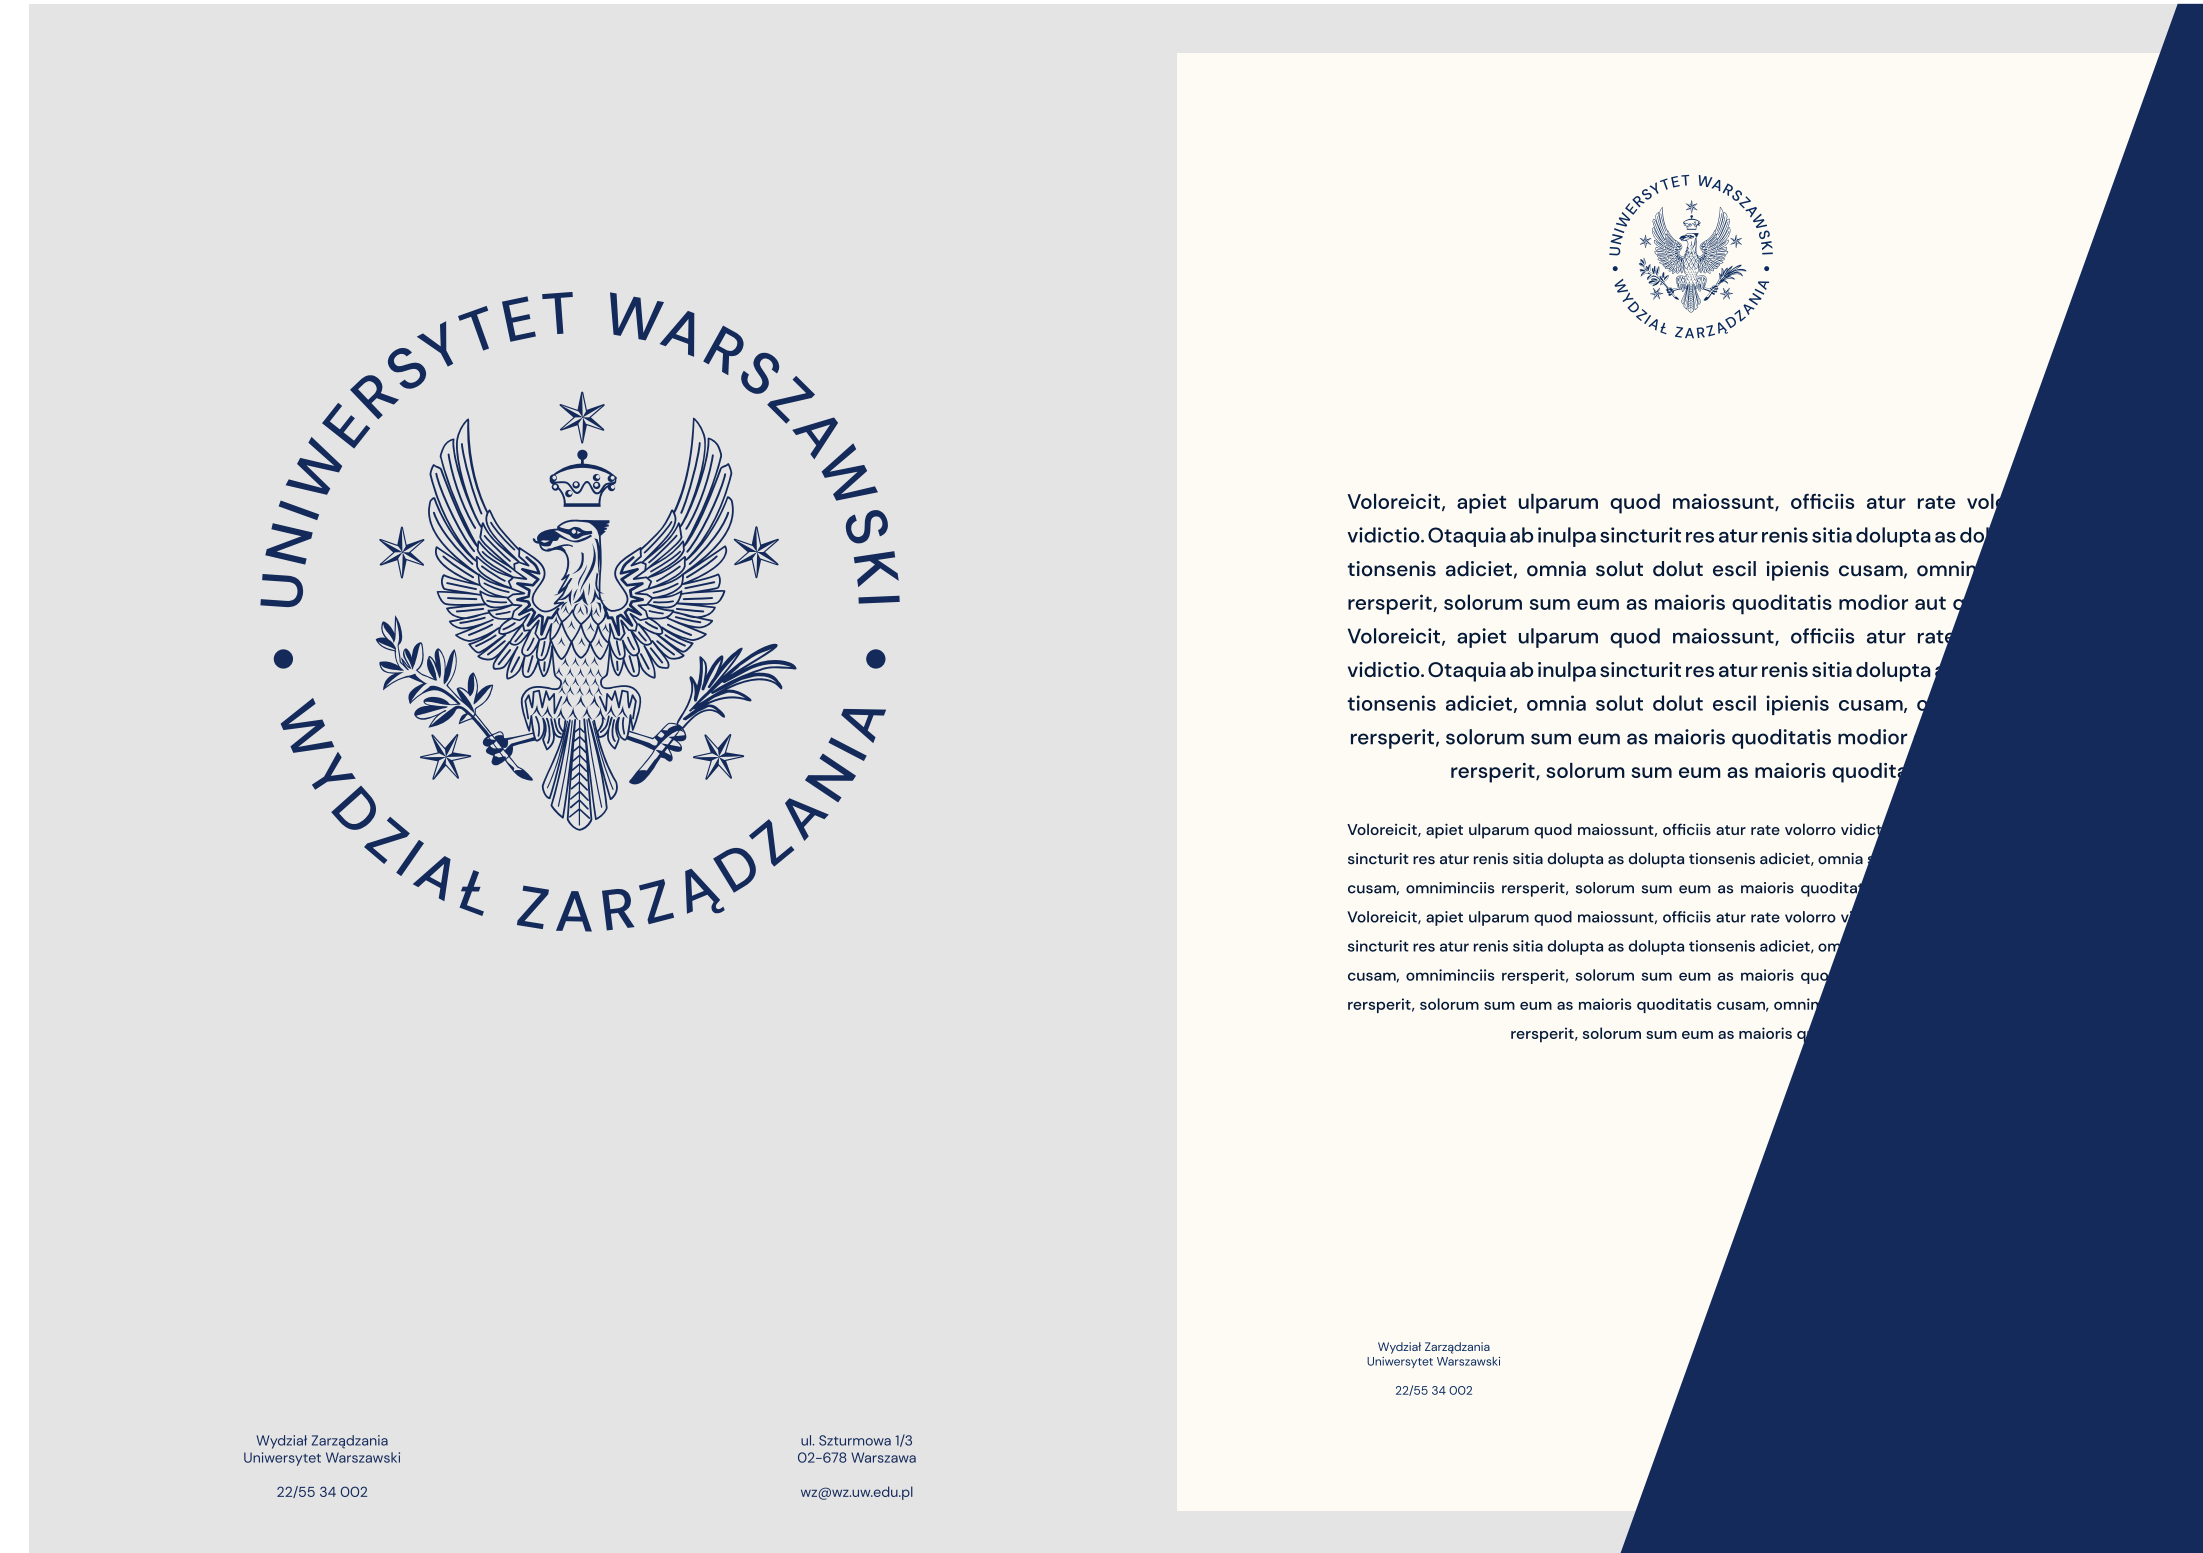 UNIWERSYTET WARSZAWSKI
• WYDZIAŁ ZARZĄDZANIA •
Wydział Zarządzania
Uniwersytet Warszawski
22/55 34 002
ul. Szturmowa 1/3
02-678 Warszawa
wz@wz.uw.edu.pl
UNIWERSYTET WARSZAWSKI
• WYDZIAŁ ZARZĄDZANIA •
Voloreicit, apiet ulparum quod maiossunt, officiis atur rate
vidictio. Otaquia ab inulpa sincturit res atur renis sitia dolupta as
tionsenis adiciet, omnia solut dolut escil ipienis cusam,
rersperit, solorum sum eum as maioris quoditatis modior aut
Voloreicit, apiet ulparum quod maiossunt, officiis atur rate
vidictio. Otaquia ab inulpa sincturit res atur renis sitia dolupta
tionsenis adiciet, omnia solut dolut escil ipienis cusam,
rersperit, solorum sum eum as maioris quoditatis modior
rersperit, solorum sum eum as maioris
Voloreicit, apiet ulparum quod maiossunt, officiis atur rate volorro
sincturit res atur renis sitia dolupta as dolupta tionsenis adiciet, omnia
cusam, omniminciis rersperit, solorum sum eum as maioris
Voloreicit, apiet ulparum quod maiossunt, officiis atur rate volorro
sincturit res atur renis sitia dolupta as dolupta tionsenis adiciet,
cusam, omniminciis rersperit, solorum sum eum as maioris
rersperit, solorum sum eum as maioris quoditatis cusam,
rersperit, solorum sum eum as maioris
Wydział Zarządzania
Uniwersytet Warszawski
22/55 34 002